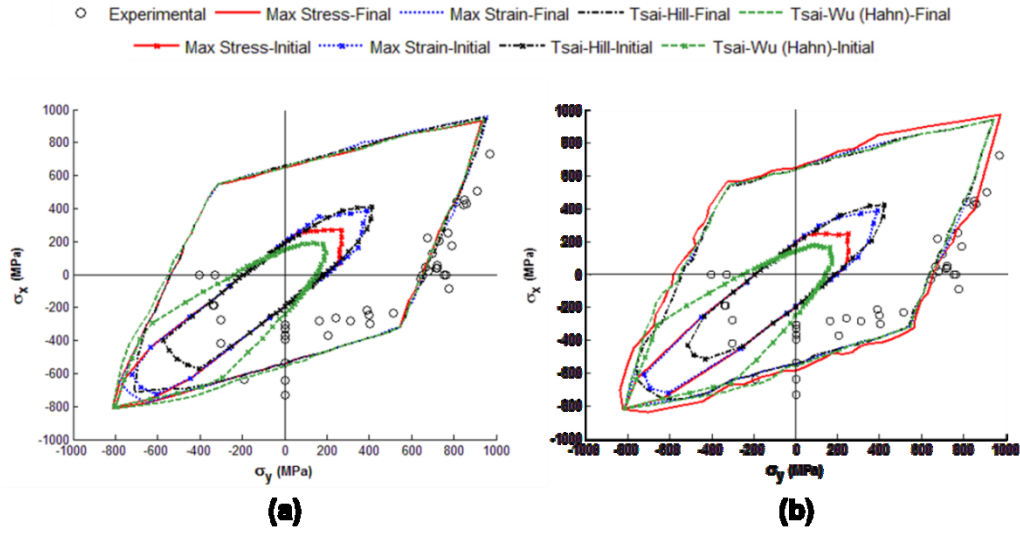 Experimental Max Stress-Final Max Strain-Final Tsai-Hill-Final Tsai-Wu (Hahn)-Final
Max Stress-Initial Max Strain-Initial Tsai-Hill-Initial Tsai-Wu (Hahn)-Initial
1000
800
600
400
200
0
-200
-400
-600
-800
-1000
σx (MPa)
-1000 -800 -600 -400 -200 0 200 400 600 800 1000
σy (MPa)
(a)
1000
800
600
400
200
0
-200
-400
-600
-800
-1000
σx (MPa)
-1000 -800 -600 -400 -200 0 200 400 600 800 1000
σy (MPa)
(b)